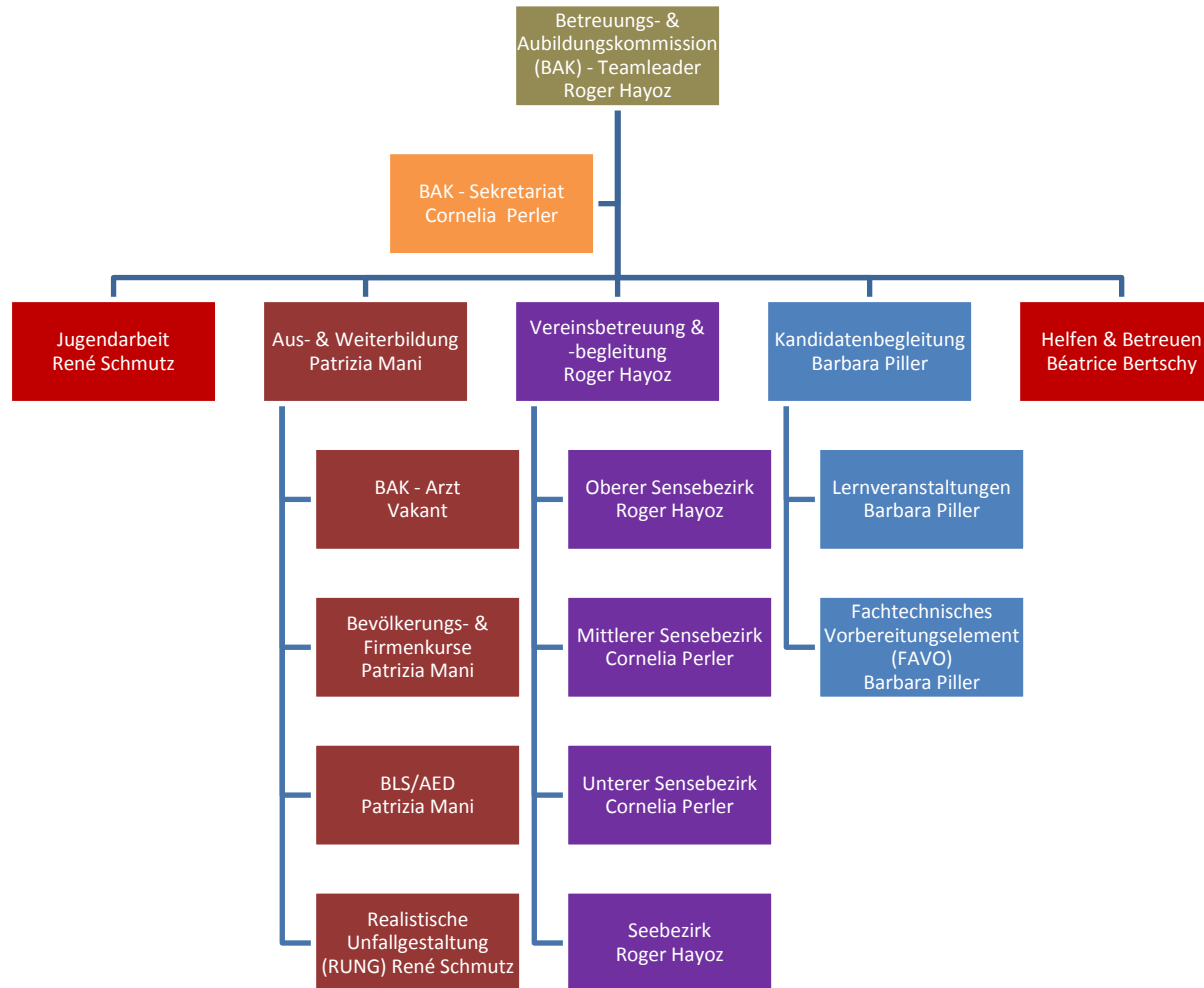 Betreuungs- &
Aubildungskommission
(BAK) - Teamleader
Roger Hayoz
BAK - Sekretariat
Cornelia  Perler
Jugendarbeit
René Schmutz
Aus- & Weiterbildung
Patrizia Mani
Vereinsbetreuung &
-begleitung
Roger Hayoz
Kandidatenbegleitung
Barbara Piller
Helfen & Betreuen
Béatrice Bertschy
BAK - Arzt
Vakant
Bevölkerungs- &
Firmenkurse
Patrizia Mani
BLS/AED
Patrizia Mani
Realistische
Unfallgestaltung
(RUNG) René Schmutz
Oberer Sensebezirk
Roger Hayoz
Mittlerer Sensebezirk
Cornelia Perler
Unterer Sensebezirk
Cornelia Perler
Seebezirk
Roger Hayoz
Lernveranstaltungen
Barbara Piller
Fachtechnisches
Vorbereitungselement
(FAVO)
Barbara Piller